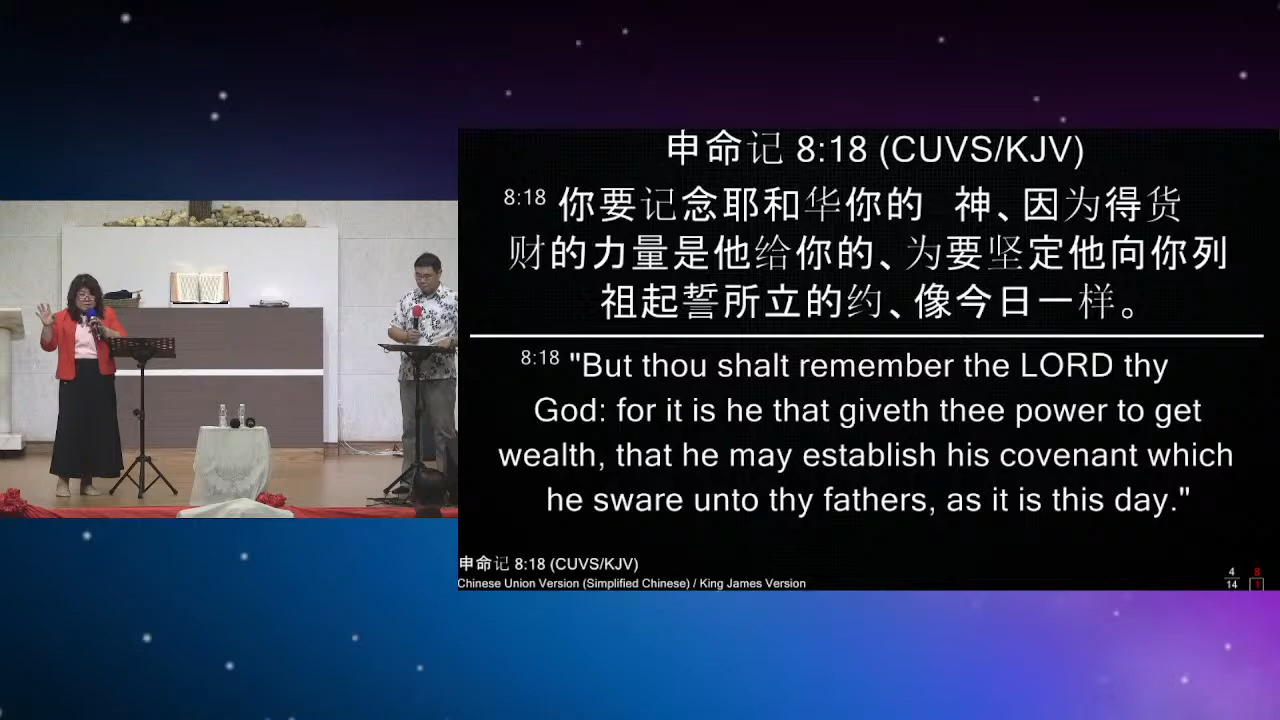 申命记 8:18 (CUVS/KJV)
8:18 你要记念耶和华你的 神、因为得货
财的力量是他给你的、为要坚定他向你列
祖起誓所立的约、像今日一样。
8:18 "But thou shalt remember the LORD thy
God: for it is he that giveth thee power to get
wealth, that he may establish his covenant which
he sware unto thy fathers, as it is this day."
申命记 8:18 (CUVS/KJV)
Chinese Union Version (Simplified Chinese) / King James Version
4
14
8
1